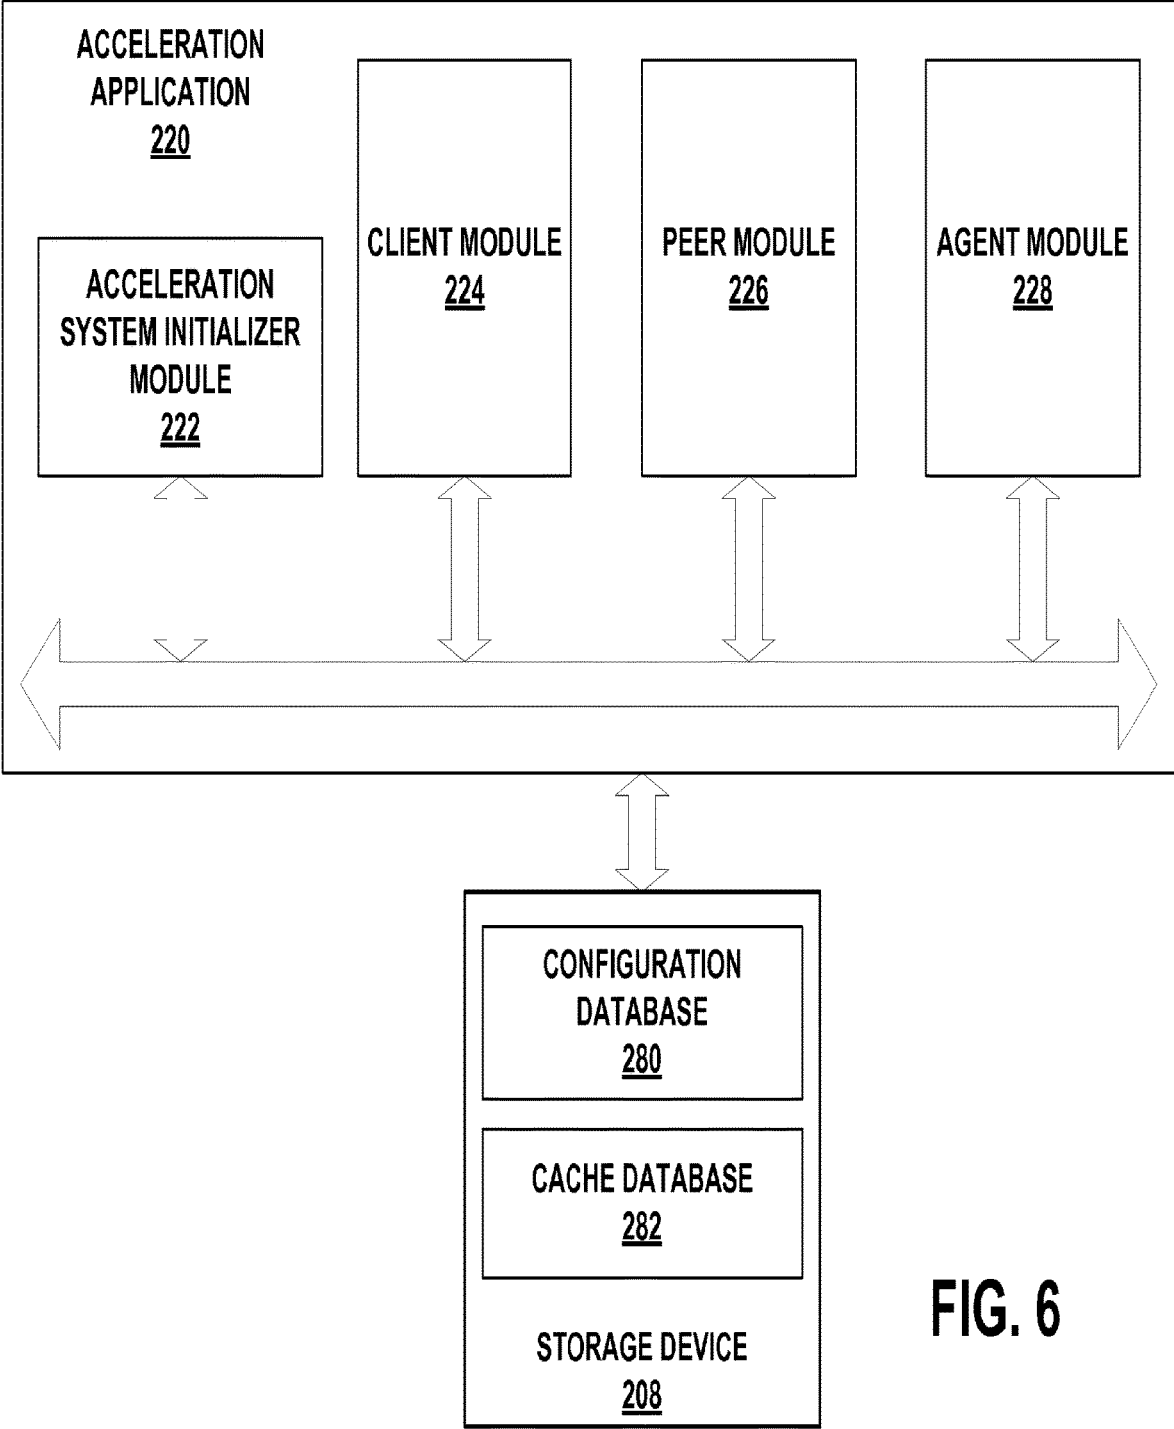 ACCELERATION
APPLICATION
220
ACCELERATION
SYSTEM INITIALIZER
MODULE
222
CLIENT MODULE
224
PEER MODULE
226
AGENT MODULE
228
CONFIGURATION
DATABASE
280
CACHE DATABASE
282
STORAGE DEVICE
208
FIG. 6